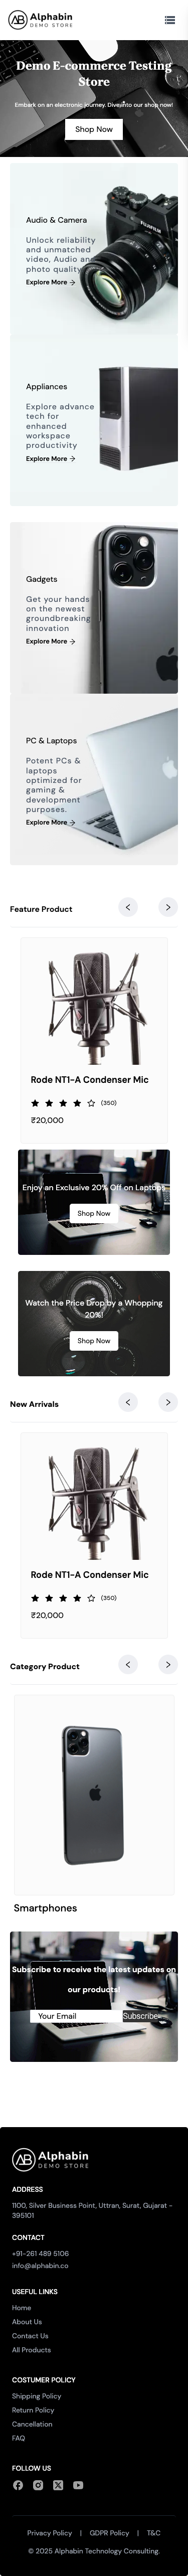 Alphabin
DEMO STORE
Demo E-commerce Testing
Store
Embark on an electronic journey. Dive into our shop now!
Shop Now
Audio & Camera
Unlock reliability
and unmatched
video, Audio and
photo quality
Explore More
Appliances
Explore advance
tech for
enhanced
workspace
productivity
Explore More
Gadgets
Get your hands
on the newest
groundbreaking
innovation
Explore More
PC & Laptops
Potent PCs &
laptops
optimized for
gaming &
development
purposes.
Explore More
Feature Product
Rode NT1-A Condenser Mic
(350)
₹20,000
Enjoy an Exclusive 20% Off on Laptops
Shop Now
SONY
Watch the Price Drop by a Whopping
20%!
Shop Now
New Arrivals
Rode NT1-A Condenser Mic
(350)
₹20,000
Category Product
Smartphones
Subscribe to receive the latest updates on
our products!
Your Email
Subscribe
Alphabin
DEMO STORE
ADDRESS
1100, Silver Business Point, Uttran, Surat, Gujarat -
395101
CONTACT
+91-261 489 5106
info@alphabin.co
USEFUL LINKS
Home
About Us
Contact Us
All Products
COSTUMER POLICY
Shipping Policy
Return Policy
Cancellation
FAQ
FOLLOW US
Privacy Policy | GDPR Policy | T&C
© 2025 Alphabin Technology Consulting.